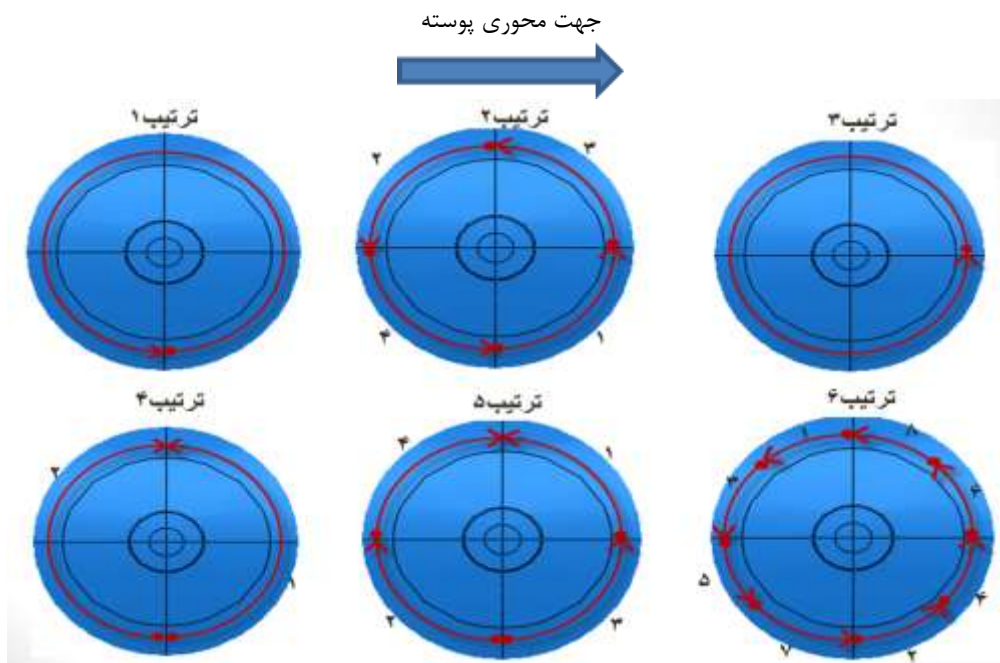 جهت محوری پوسته
ترتیب۱
ترتیب۲
ترتیب۳
۲
۳
۴
۱
ترتیب۴
ترتیب۵
ترتیب۶
۲
۱
۴
۱
۲
۳
۱
۸
۳
۶
۵
۴
۷
۲